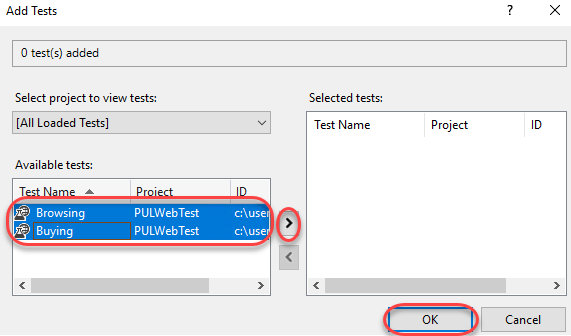 Add Tests
0 test(s) added
Select project to view tests:
[All Loaded Tests]
Available tests:
Test Name Project ID
Browsing PULWebTest c:\user
Buying PULWebTest c:\user
Selected tests:
Test Name Project ID
OK Cancel